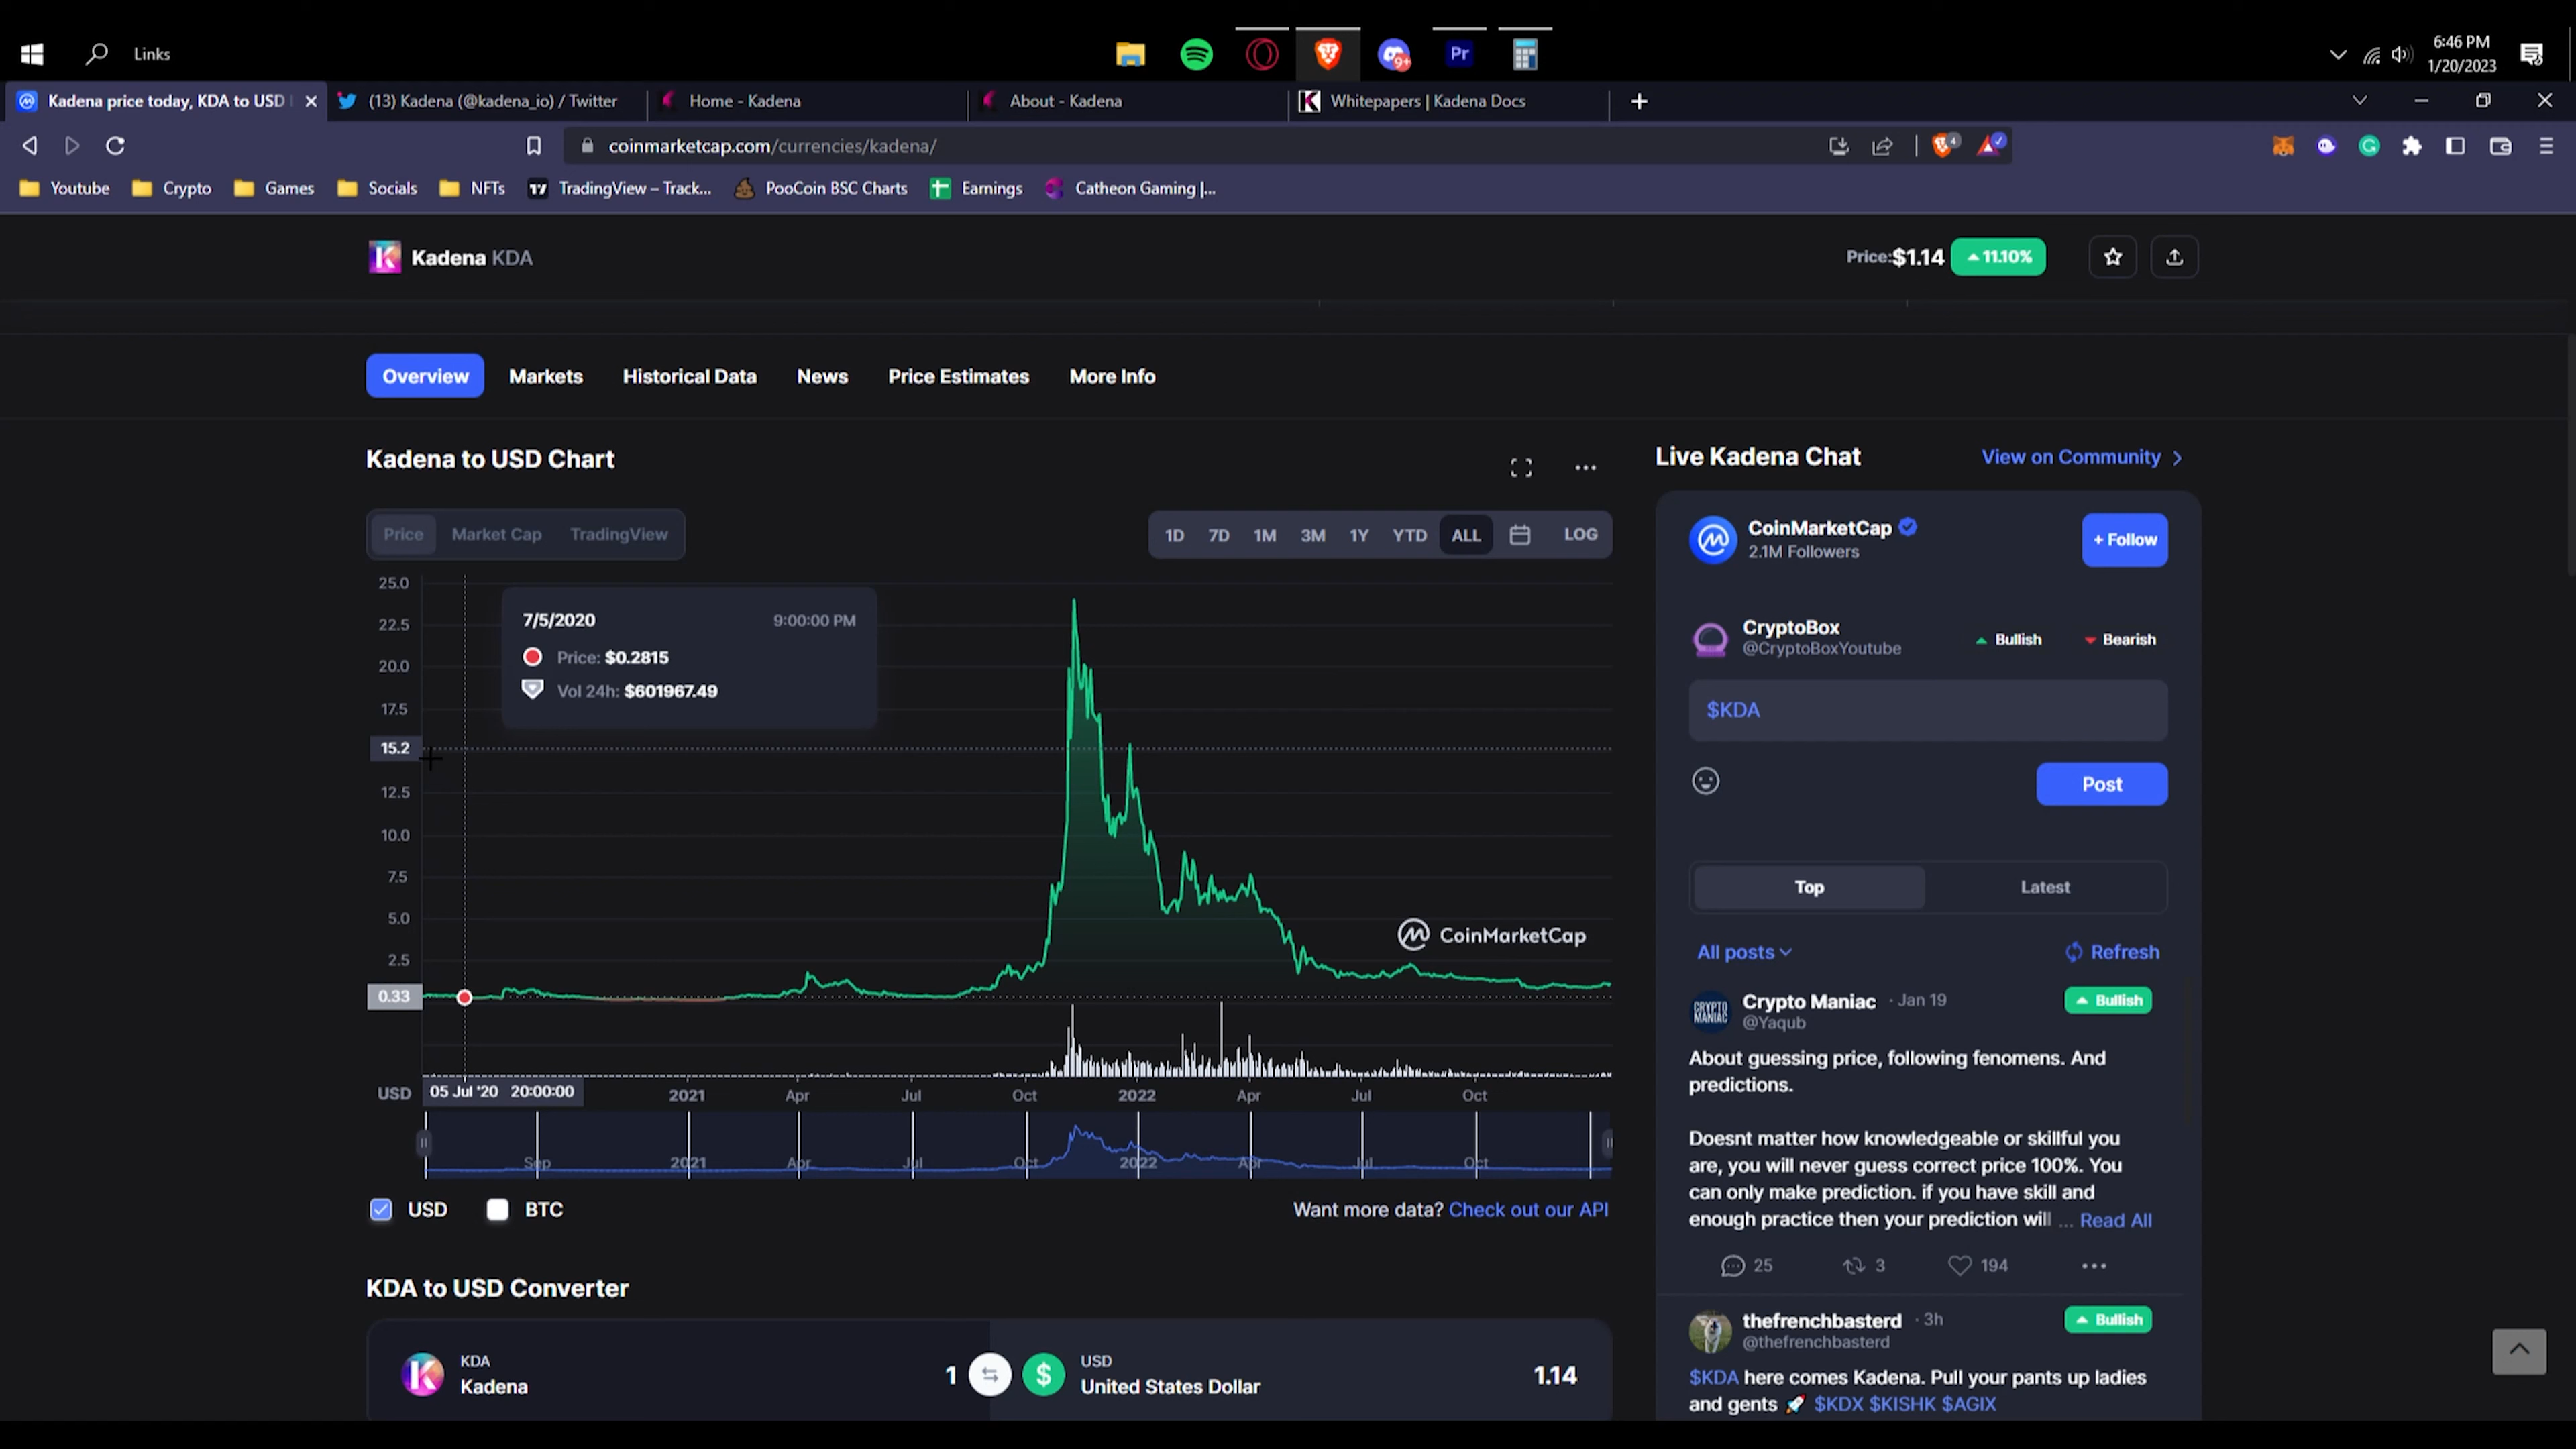 Links
6:46 PM
1/20/2023
9+
Pr
Kadena price today, KDA to USD
(13) Kadena (@kadena_io) / Twitter
Home - Kadena
About - Kadena
Whitepapers | Kadena Docs
coinmarketcap.com/currencies/kadena/
4
Youtube
Crypto
Games
Socials
NFTs
TradingView – Track...
PooCoin BSC Charts
Earnings
Catheon Gaming |...
Kadena KDA
Price:$1.14
11.10%
Overview
Markets
Historical Data
News
Price Estimates
More Info
Kadena to USD Chart
Price
Market Cap
TradingView
1D
7D
1M
3M
1Y
YTD
ALL
LOG
25.0
22.5
20.0
17.5
15.2
12.5
10.0
7.5
5.0
2.5
0.33
7/5/2020
9:00:00 PM
Price: $0.2815
Vol 24h: $601967.49
CoinMarketCap
USD
05 Jul '20 20:00:00
2021
Apr
Jul
Oct
2022
Apr
Jul
Oct
Sep
2021
Apr
Jul
Oct
2022
Apr
Jul
Oct
USD
BTC
Want more data? Check out our API
KDA to USD Converter
KDA
Kadena
1
USD
United States Dollar
1.14
Live Kadena Chat
View on Community
CoinMarketCap
2.1M Followers
+ Follow
CryptoBox
@CryptoBoxYoutube
Bullish
Bearish
$KDA
Post
Top
Latest
All posts
Refresh
CRYPTO
MANIAC
Crypto Maniac · Jan 19
@Yaqub
Bullish
About guessing price, following fenomens. And
predictions.
Doesnt matter how knowledgeable or skillful you
are, you will never guess correct price 100%. You
can only make prediction. if you have skill and
enough practice then your prediction will ... Read All
25
3
194
thefrenchbasterd · 3h
@thefrenchbasterd
Bullish
$KDA here comes Kadena. Pull your pants up ladies
and gents 🚀 $KDX $KISHK $AGIX